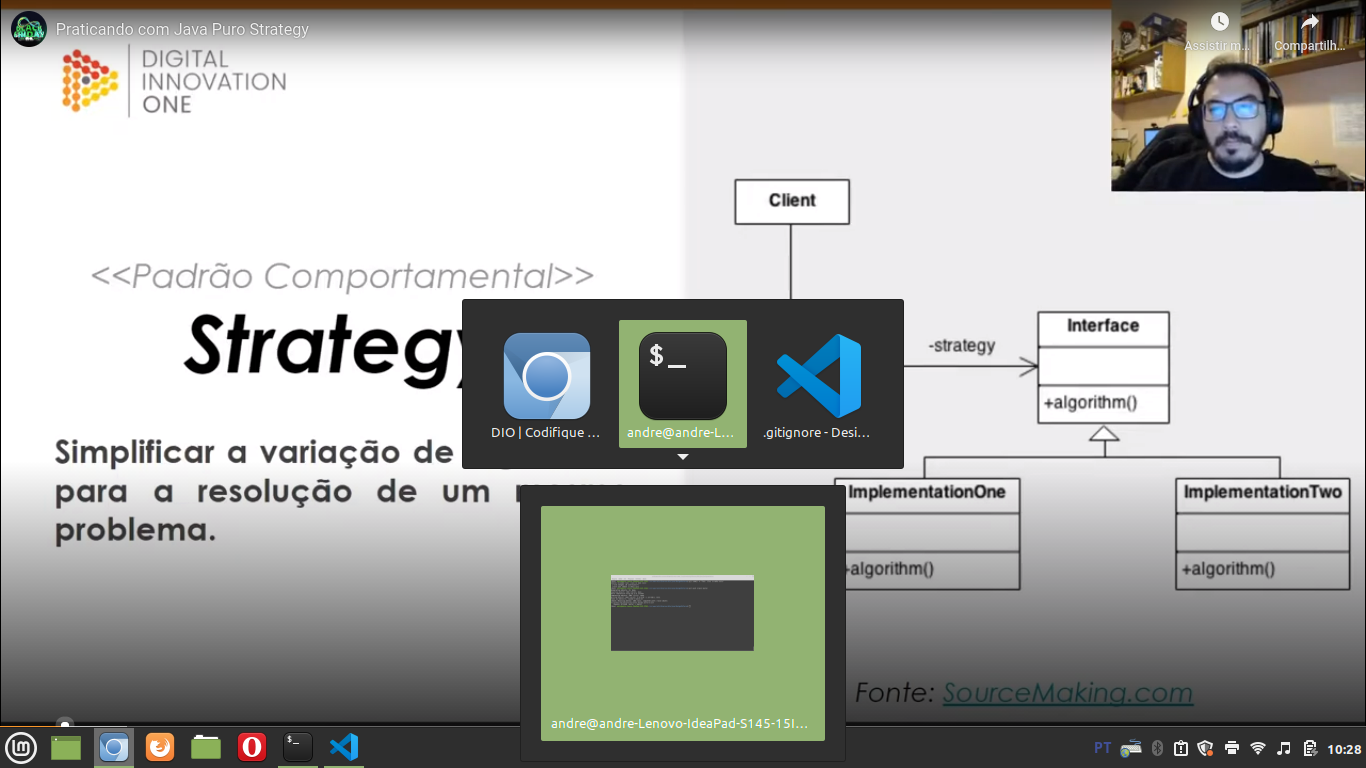 Praticando com Java Puro Strategy
Assistir m...
Compartilh...
DIGITAL
INNOVATION
ONE
<<Padrão Comportamental>>
Strategy
Simplificar a variação de
para a resolução de um
problema.
Client
-strategy
Interface
+algorithm()
ImplementationOne
+algorithm()
ImplementationTwo
+algorithm()
Fonte: SourceMaking.com
$_
DIO | Codifique ...
andre@andre-L...
.gitignore - Desi...
andre@andre-Lenovo-IdeaPad-S145-15I...
lm
$_
PT
10:28